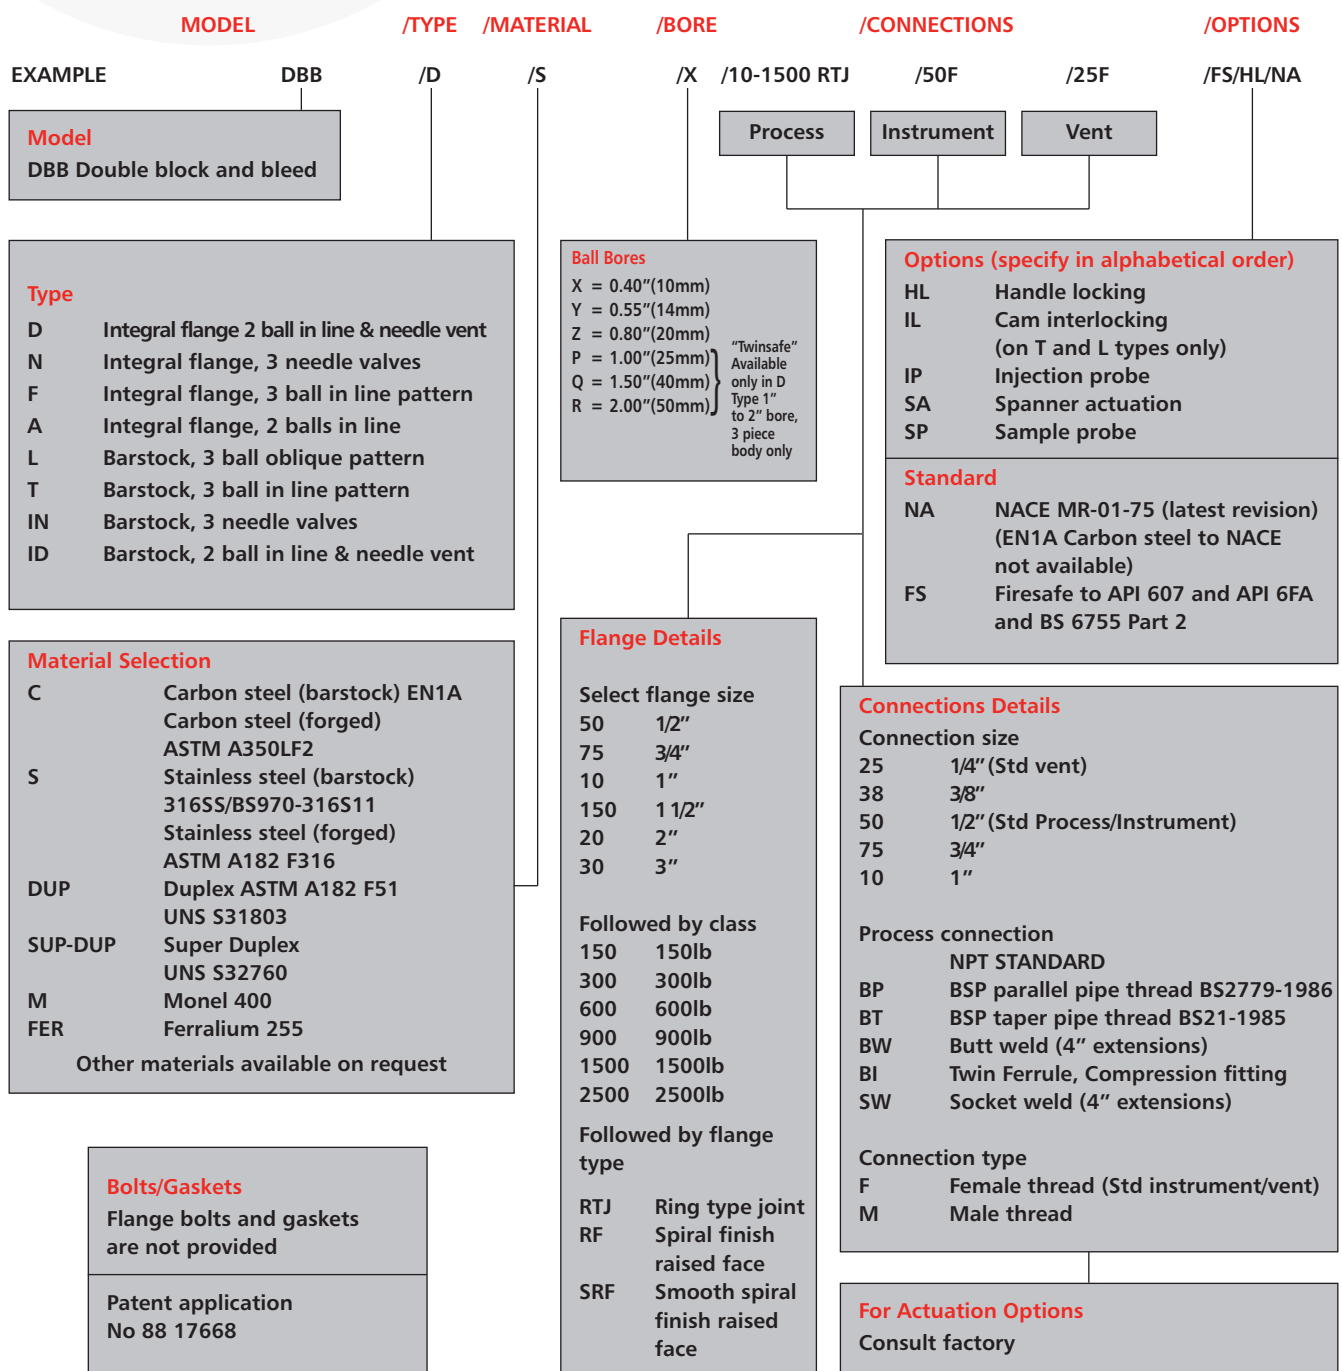 MODEL /TYPE /MATERIAL /BORE /CONNECTIONS /OPTIONS
EXAMPLE DBB /D /S /X /10-1500 RTJ /50F /25F /FS/HL/NA
Model
DBB Double block and bleed
Process
Instrument
Vent
Type
D Integral flange 2 ball in line & needle vent
N Integral flange, 3 needle valves
F Integral flange, 3 ball in line pattern
A Integral flange, 2 balls in line
L Barstock, 3 ball oblique pattern
T Barstock, 3 ball in line pattern
IN Barstock, 3 needle valves
ID Barstock, 2 ball in line & needle vent
Ball Bores
X = 0.40"(10mm)
Y = 0.55"(14mm)
Z = 0.80"(20mm)
P = 1.00"(25mm)
Q = 1.50"(40mm)
R = 2.00"(50mm)
"Twinsafe"
Available
only in D
Type 1"
to 2" bore,
3 piece
body only
Options (specify in alphabetical order)
HL Handle locking
IL Cam interlocking
(on T and L types only)
IP Injection probe
SA Spanner actuation
SP Sample probe
Standard
NA NACE MR-01-75 (latest revision)
(EN1A Carbon steel to NACE
not available)
FS Firesafe to API 607 and API 6FA
and BS 6755 Part 2
Material Selection
C Carbon steel (barstock) EN1A
Carbon steel (forged)
ASTM A350LF2
S Stainless steel (barstock)
316SS/BS970-316S11
Stainless steel (forged)
ASTM A182 F316
DUP Duplex ASTM A182 F51
UNS S31803
SUP-DUP Super Duplex
UNS S32760
M Monel 400
FER Ferralium 255
Other materials available on request
Flange Details
Select flange size
50 1/2"
75 3/4"
10 1"
150 1 1/2"
20 2"
30 3"
Followed by class
150 150lb
300 300lb
600 600lb
900 900lb
1500 1500lb
2500 2500lb
Followed by flange
type
RTJ Ring type joint
RF Spiral finish
raised face
SRF Smooth spiral
finish raised
face
Connections Details
Connection size
25 1/4"(Std vent)
38 3/8"
50 1/2"(Std Process/Instrument)
75 3/4"
10 1"
Process connection
NPT STANDARD
BP BSP parallel pipe thread BS2779-1986
BT BSP taper pipe thread BS21-1985
BW Butt weld (4" extensions)
BI Twin Ferrule, Compression fitting
SW Socket weld (4" extensions)
Connection type
F Female thread (Std instrument/vent)
M Male thread
Bolts/Gaskets
Flange bolts and gaskets
are not provided
Patent application
No 88 17668
For Actuation Options
Consult factory